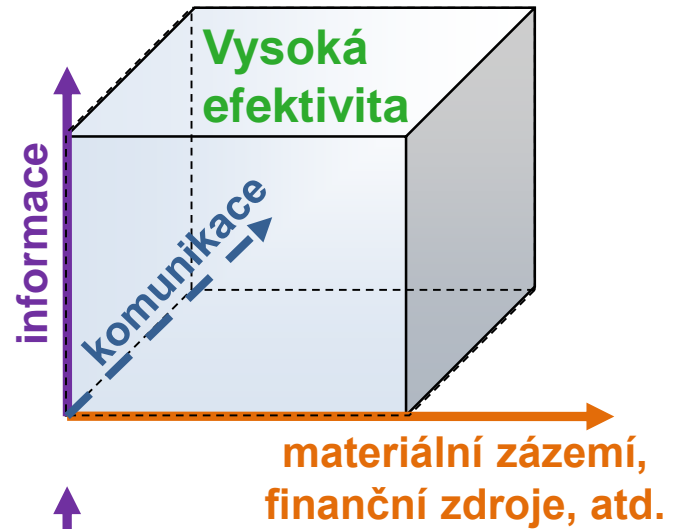 Vysoká
efektivita
informace
komunikace
materiální zázemí,
finanční zdroje, atd.